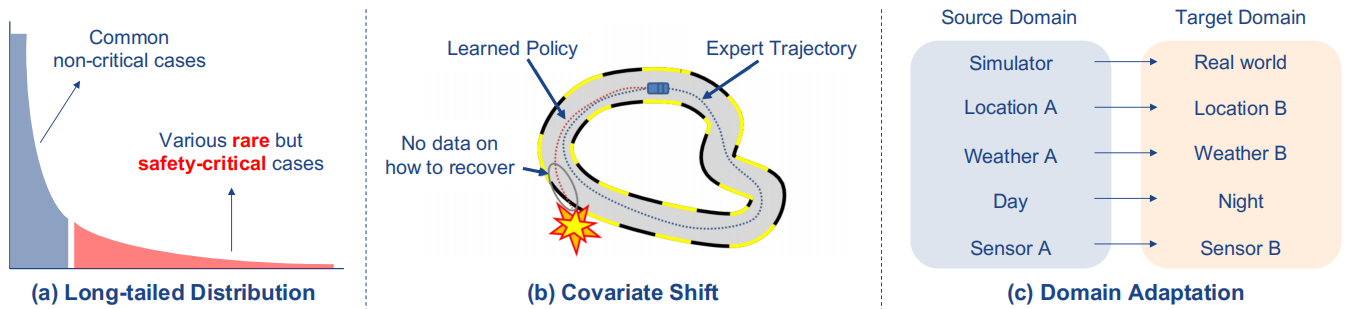 Common
non-critical cases
Various rare but
safety-critical cases
(a) Long-tailed Distribution
Learned Policy
Expert Trajectory
No data on
how to recover
(b) Covariate Shift
Source Domain
Target Domain
Simulator
Real world
Location A
Location B
Weather A
Weather B
Day
Night
Sensor A
Sensor B
(c) Domain Adaptation